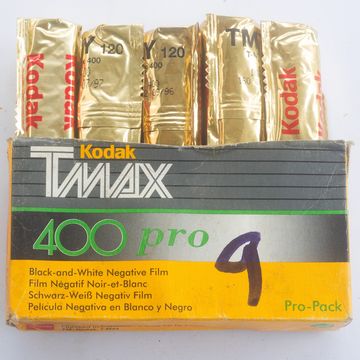 Kodak
Y 120
400
Y 120
400
TM
Kodak
Kodak
TMAX
400 pro
9
Black-and-White Negative Film
Film Négatif Noir-et-Blanc
Schwarz-Weiß Negativ Film
Película Negativa en Blanco y Negro
Pro-Pack